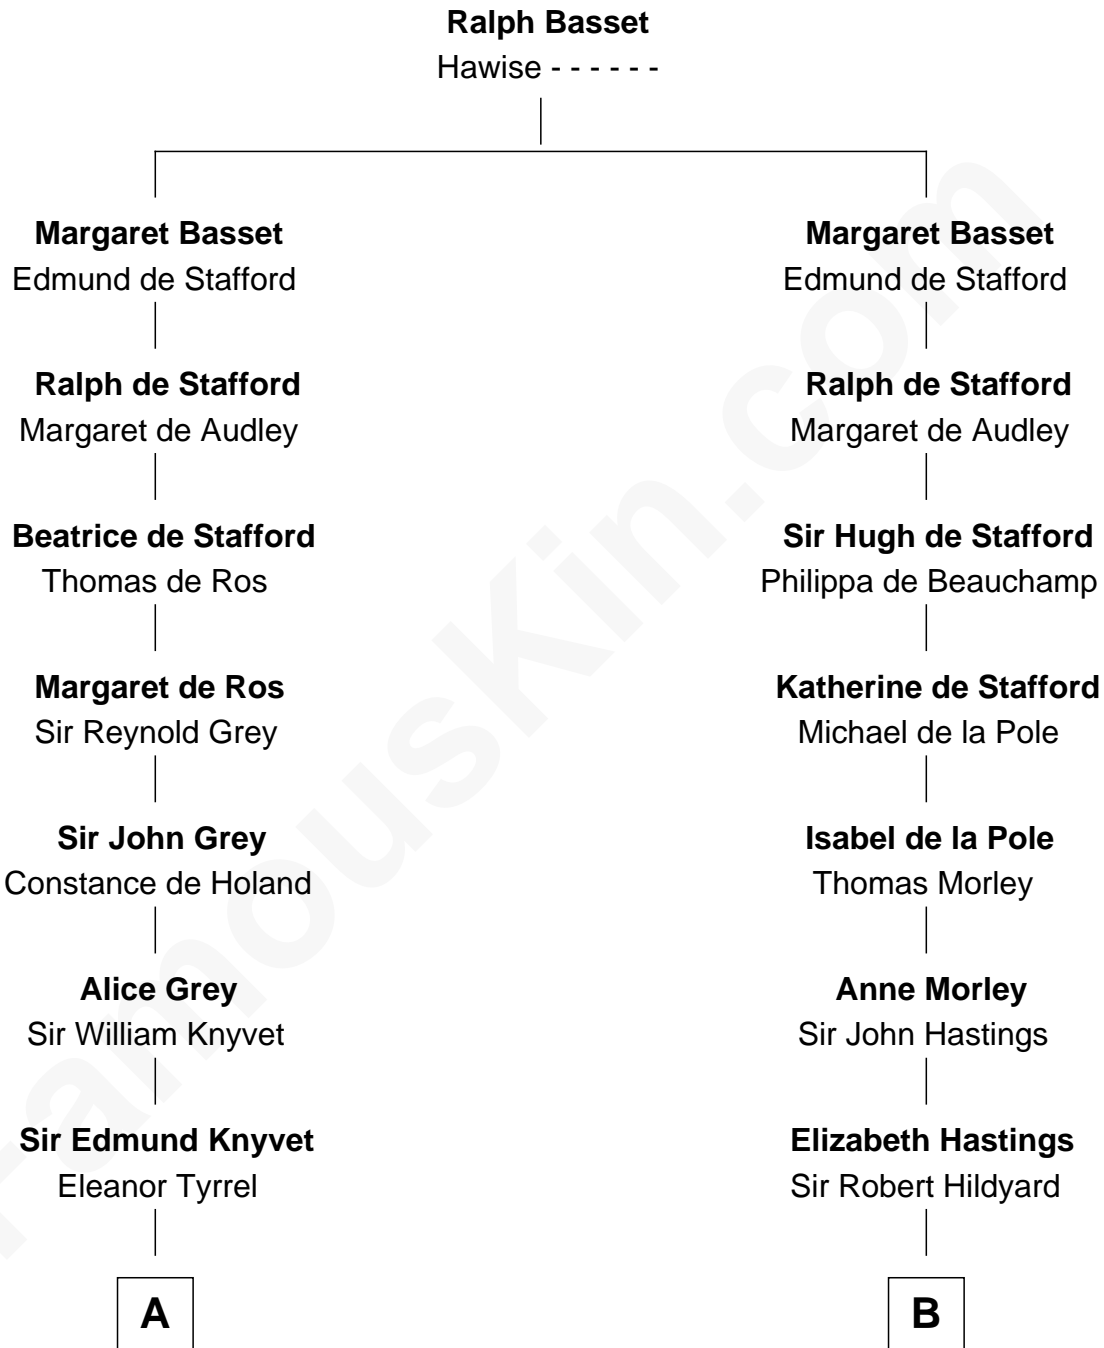 Ralph Basset
Hawise - - - - - -
Margaret Basset
Edmund de Stafford
Ralph de Stafford
Margaret de Audley
Beatrice de Stafford
Thomas de Ros
Margaret de Ros
Sir Reynold Grey
Sir John Grey
Constance de Holand
Alice Grey
Sir William Knyvet
Sir Edmund Knyvet
Eleanor Tyrrel
A
Margaret Basset
Edmund de Stafford
Ralph de Stafford
Margaret de Audley
Sir Hugh de Stafford
Philippa de Beauchamp
Katherine de Stafford
Michael de la Pole
Isabel de la Pole
Thomas Morley
Anne Morley
Sir John Hastings
Elizabeth Hastings
Sir Robert Hildyard
B
FamousKin.com